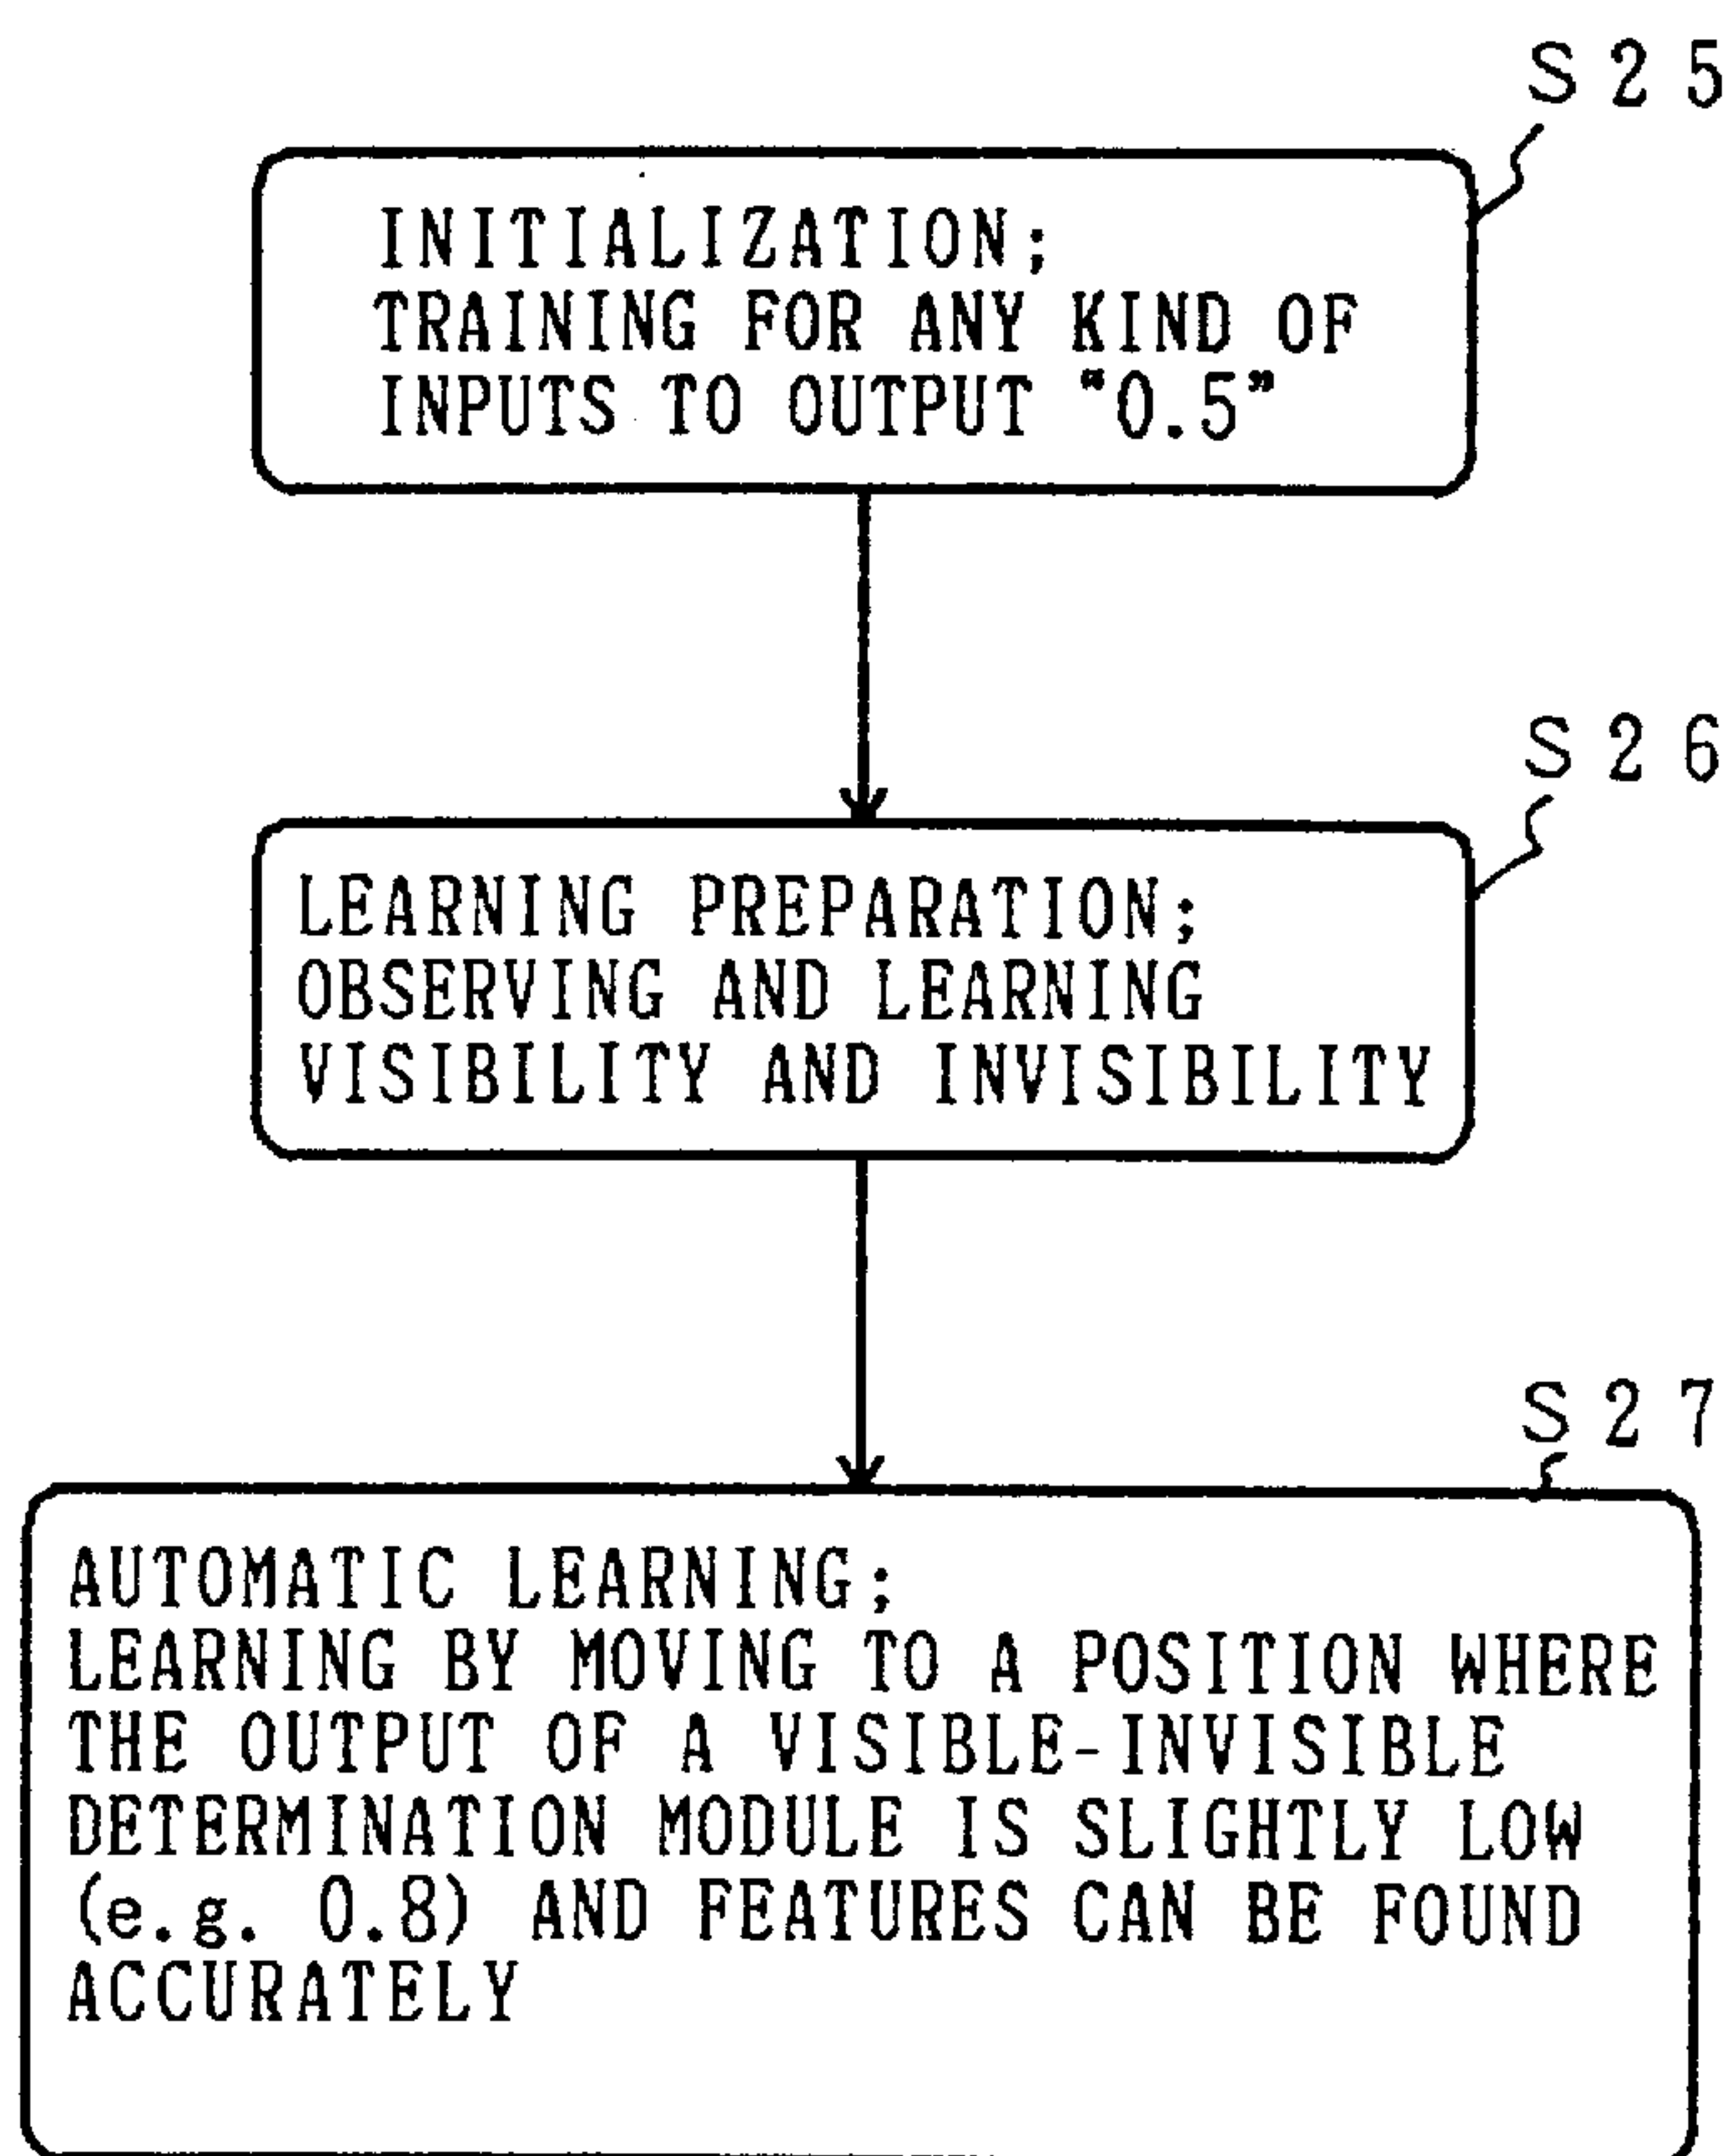 S25
INITIALIZATION;
TRAINING FOR ANY KIND OF
INPUTS TO OUTPUT "0.5"
S26
LEARNING PREPARATION;
OBSERVING AND LEARNING
VISIBILITY AND INVISIBILITY
S27
AUTOMATIC LEARNING;
LEARNING BY MOVING TO A POSITION WHERE
THE OUTPUT OF A VISIBLE-INVISIBLE
DETERMINATION MODULE IS SLIGHTLY LOW
(e.g. 0.8) AND FEATURES CAN BE FOUND
ACCURATELY